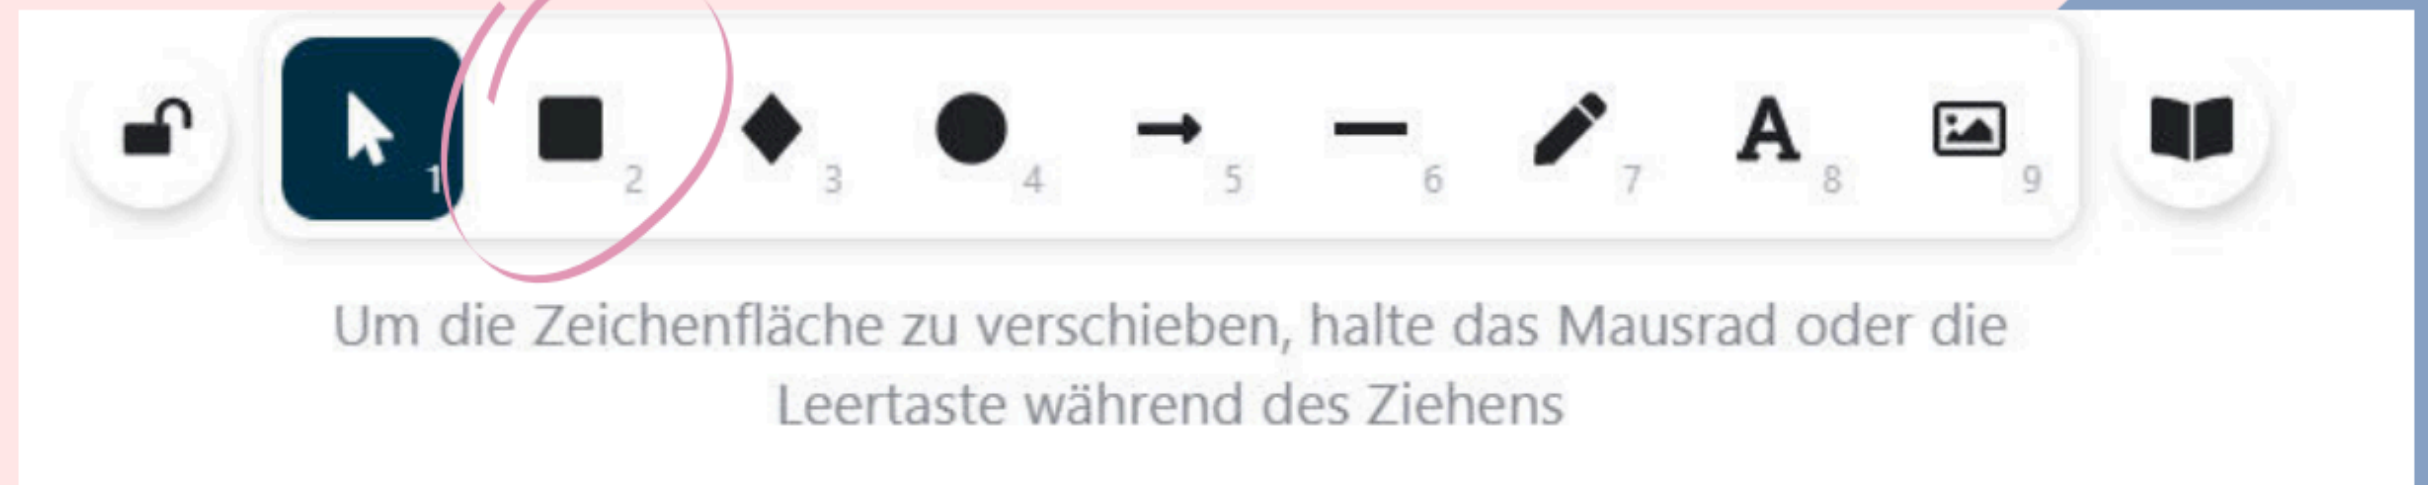 1 2 3 4 5 6 7 8 9
Um die Zeichenfläche zu verschieben, halte das Mausrad oder die
Leertaste während des Ziehens